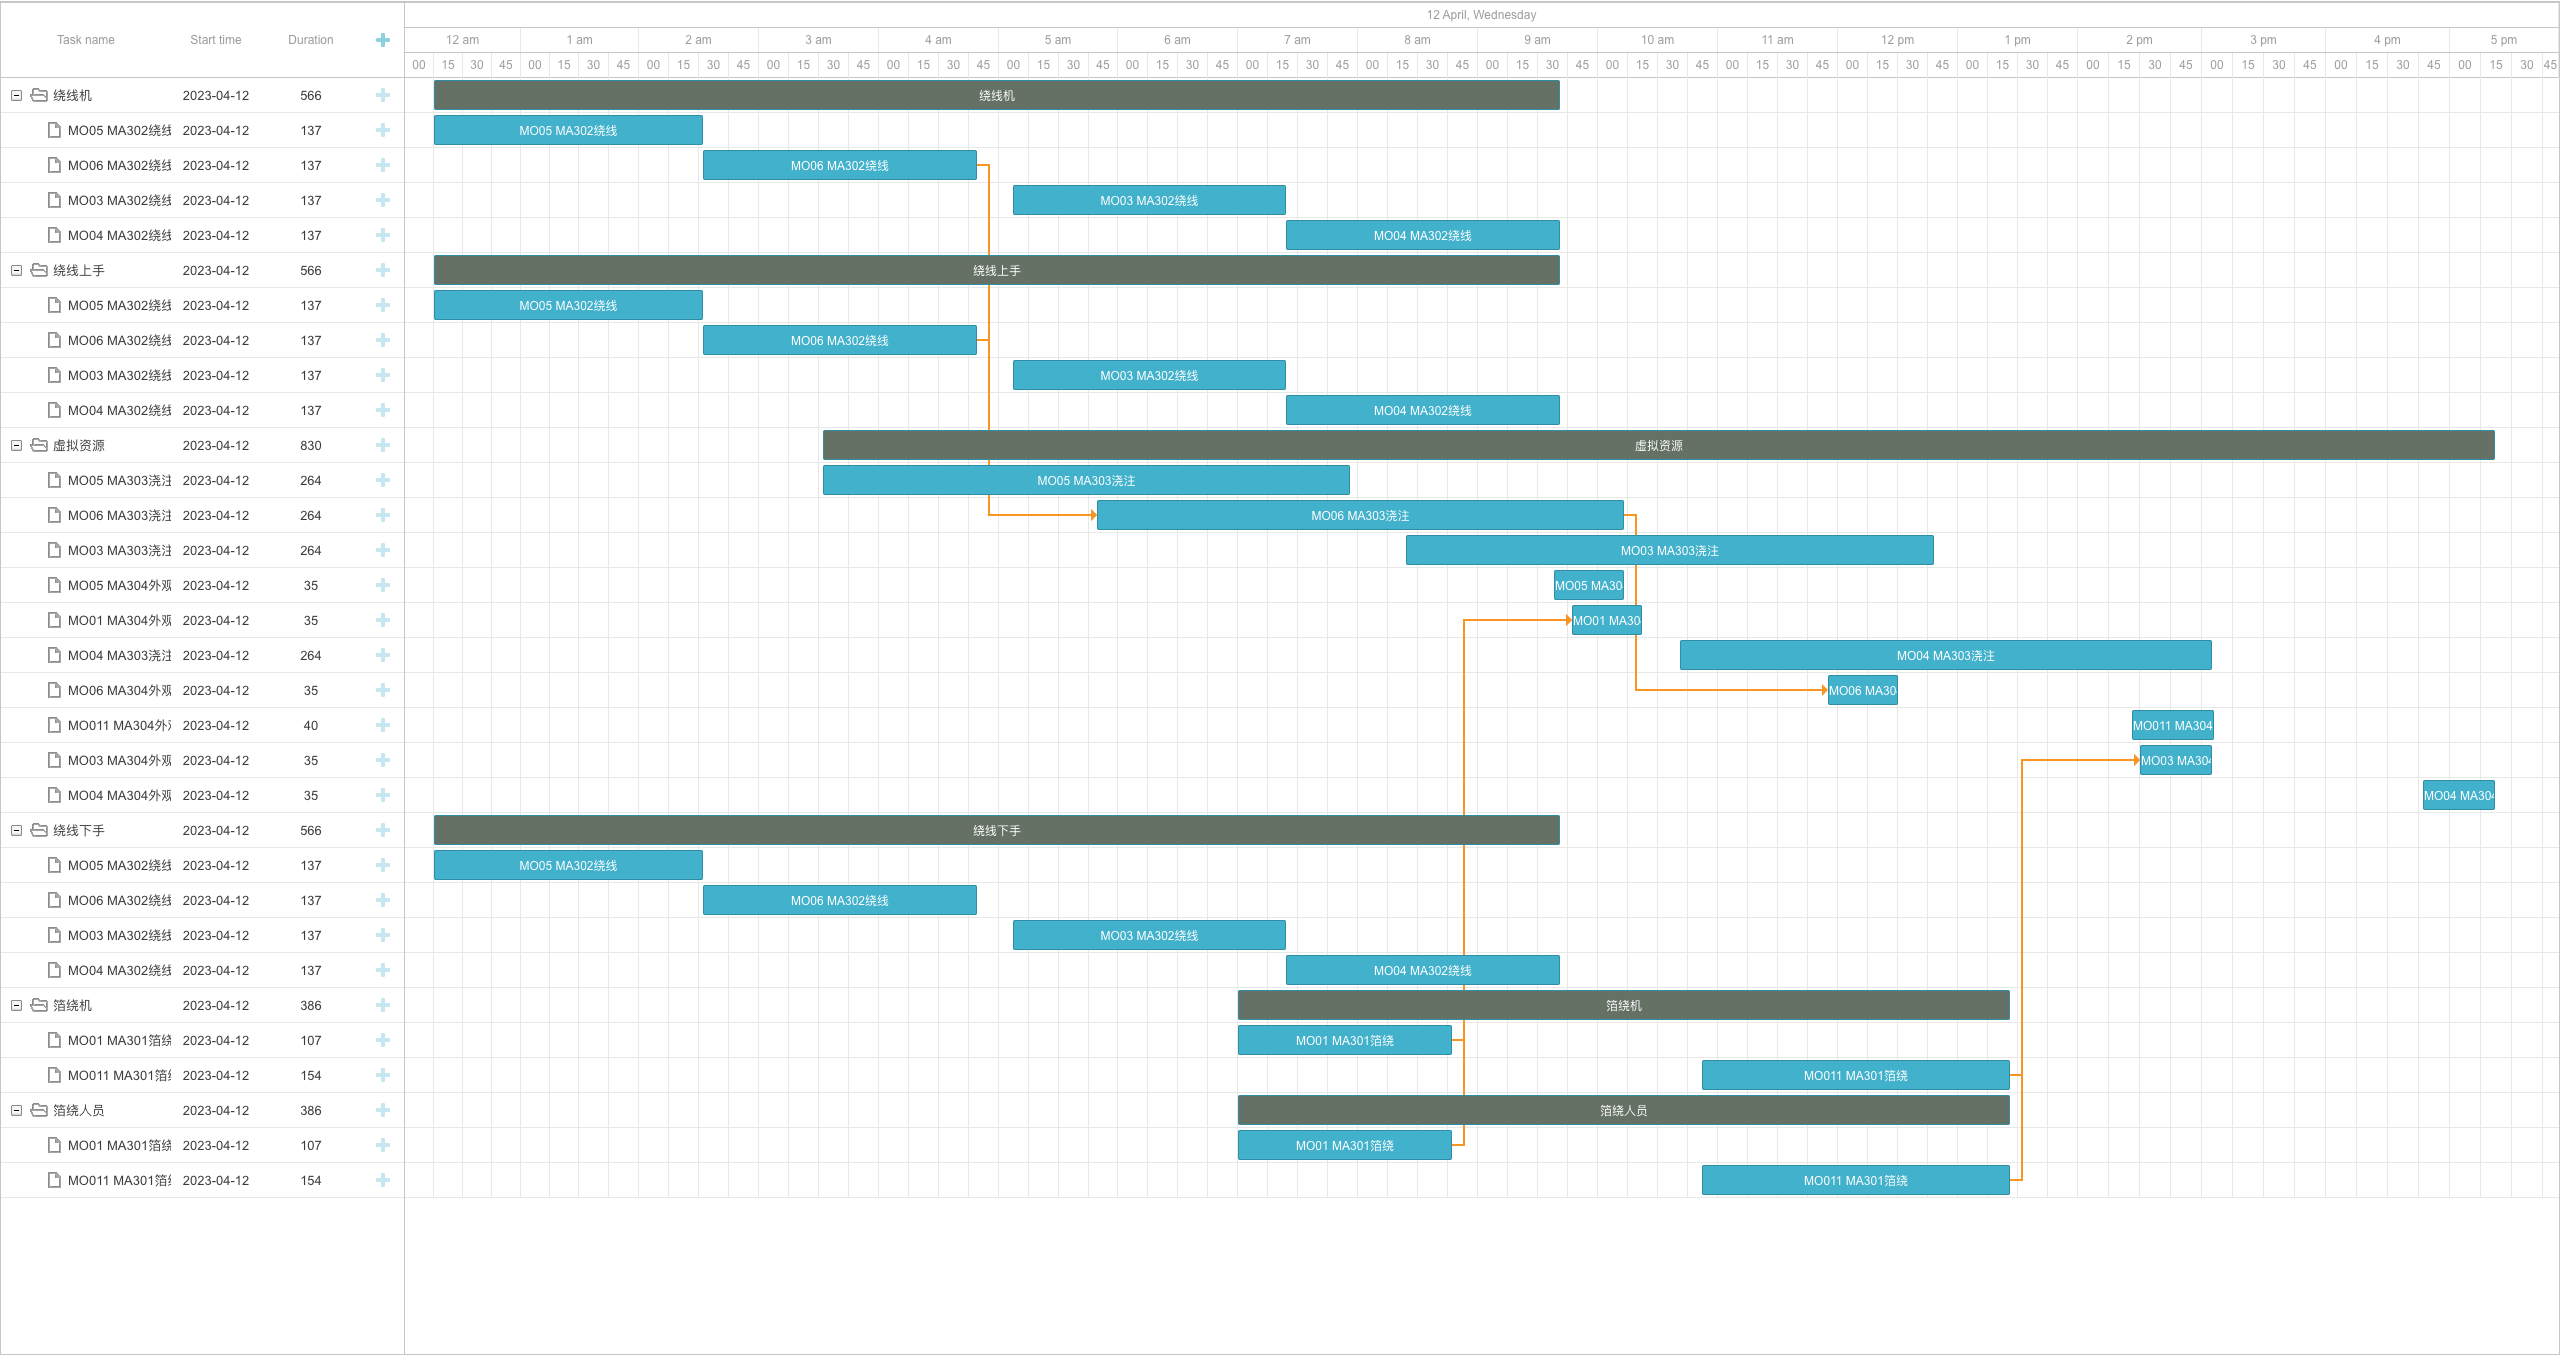 12 April, Wednesday
Task name Start time Duration 12 am 1 am 2 am 3 am 4 am 5 am 6 am 7 am 8 am 9 am 10 am 11 am 12 pm 1 pm 2 pm 3 pm 4 pm 5 pm
00 15 30 45 00 15 30 45 00 15 30 45 00 15 30 45 00 15 30 45 00 15 30 45 00 15 30 45 00 15 30 45 00 15 30 45 00 15 30 45 00 15 30 45 00 15 30 45 00 15 30 45 00 15 30 45 00 15 30 45 00 15 30 45 00 15 30 45 00 15 30 45
绕线机 2023-04-12 566 绕线机
MO05 MA302绕线 2023-04-12 137 MO05 MA302绕线
MO06 MA302绕线 2023-04-12 137 MO06 MA302绕线
MO03 MA302绕线 2023-04-12 137 MO03 MA302绕线
MO04 MA302绕线 2023-04-12 137 MO04 MA302绕线
绕线上手 2023-04-12 566 绕线上手
MO05 MA302绕线 2023-04-12 137 MO05 MA302绕线
MO06 MA302绕线 2023-04-12 137 MO06 MA302绕线
MO03 MA302绕线 2023-04-12 137 MO03 MA302绕线
MO04 MA302绕线 2023-04-12 137 MO04 MA302绕线
虚拟资源 2023-04-12 830 虚拟资源
MO05 MA303浇注 2023-04-12 264 MO05 MA303浇注
MO06 MA303浇注 2023-04-12 264 MO06 MA303浇注
MO03 MA303浇注 2023-04-12 264 MO03 MA303浇注
MO05 MA304外观 2023-04-12 35 MO05 MA30
MO01 MA304外观 2023-04-12 35 MO01 MA30
MO04 MA303浇注 2023-04-12 264 MO04 MA303浇注
MO06 MA304外观 2023-04-12 35 MO06 MA30
MO011 MA304外 2023-04-12 40 MO011 MA304
MO03 MA304外观 2023-04-12 35 MO03 MA304
MO04 MA304外观 2023-04-12 35 MO04 MA304
绕线下手 2023-04-12 566 绕线下手
MO05 MA302绕线 2023-04-12 137 MO05 MA302绕线
MO06 MA302绕线 2023-04-12 137 MO06 MA302绕线
MO03 MA302绕线 2023-04-12 137 MO03 MA302绕线
MO04 MA302绕线 2023-04-12 137 MO04 MA302绕线
箔绕机 2023-04-12 386 箔绕机
MO01 MA301箔绕 2023-04-12 107 MO01 MA301箔绕
MO011 MA301箔 2023-04-12 154 MO011 MA301箔绕
箔绕人员 2023-04-12 386 箔绕人员
MO01 MA301箔绕 2023-04-12 107 MO01 MA301箔绕
MO011 MA301箔 2023-04-12 154 MO011 MA301箔绕